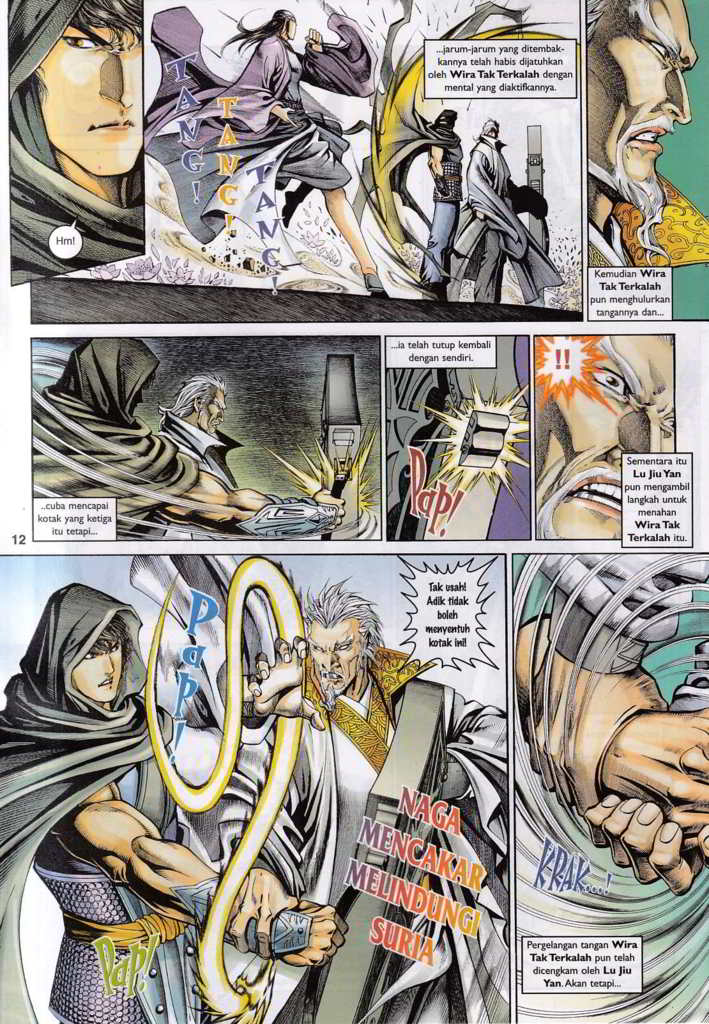 Hm!
TANG!
TANG!
TANG!
...jarum-jarum yang ditembak-
kannya telah habis dijatuhkan
oleh Wira Tak Terkalah dengan
mental yang diaktifkannya.
Kemudian Wira
Tak Terkalah
pun menghulurkan
tangannya dan...
..cuba mencapai
kotak yang ketiga
itu tetapi...
12
...ia telah tutup kembali
dengan sendiri.
Pap!
!!
Sementara itu
Lu Jiu Yan
pun mengambil
langkah untuk
menahan
Wira Tak
Terkalah itu.
Pap!
Tak usah!
Adik tidak
boleh
menyentuh
kotak ini!
NAGA
MENCAKAR
MELINDUNGI
SURIA
Pap!
KRAK...!
Pergelangan tangan Wira
Tak Terkalah pun telah
dicengkam oleh Lu Jiu
Yan. Akan tetapi...